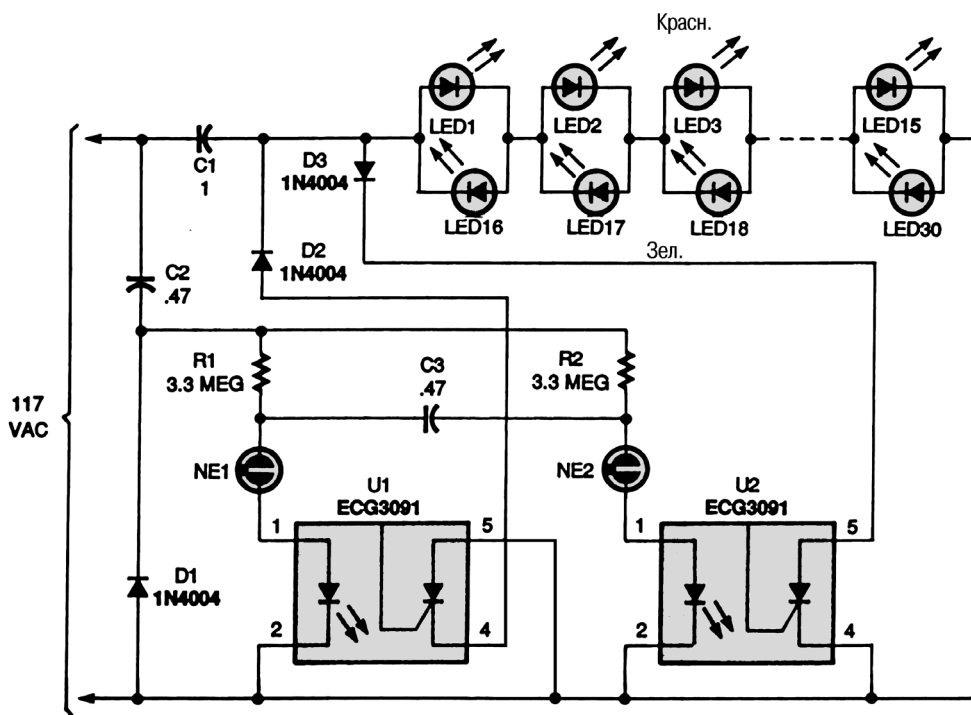 Красн.
LED1
LED2
LED3
LED15
C1
1
D3
1N4004
LED16
LED17
LED18
LED30
D2
1N4004
Зел.
C2
.47
R1
3.3 MEG
C3
.47
R2
3.3 MEG
117
VAC
NE1
NE2
U1
ECG3091
U2
ECG3091
1
5
1
5
D1
1N4004
2
4
2
4